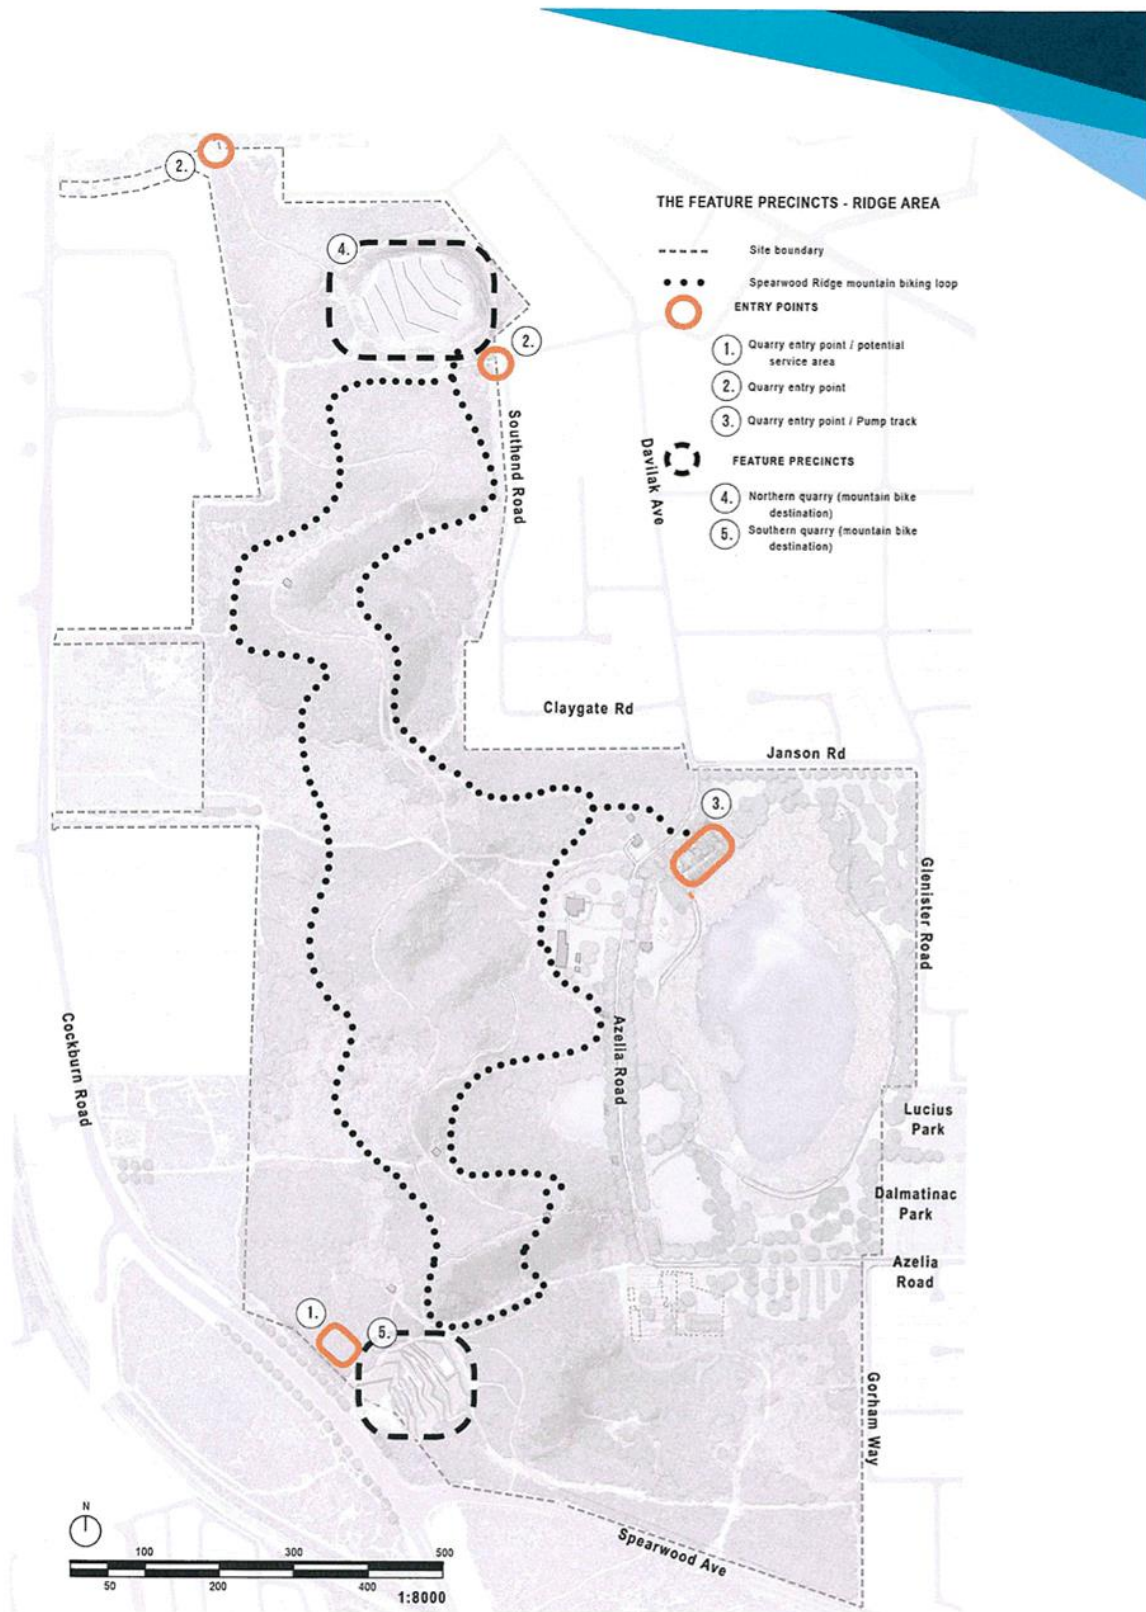 2.
THE FEATURE PRECINCTS - RIDGE AREA
4.
Site boundary
Spearwood Ridge mountain biking loop
ENTRY POINTS
2.
1.
Quarry entry point / potential
service area
2.
Quarry entry point
3.
Quarry entry point / Pump track
FEATURE PRECINCTS
4.
Northern quarry (mountain bike
destination)
5.
Southern quarry (mountain bike
destination)
Southend Road
Davilak Ave
Claygate Rd
Janson Rd
3.
Glenister Road
Cockburn Road
Azelia Road
Lucius
Park
Dalmatinac
Park
Azelia
Road
1.
5.
Gorham Way
Spearwood Ave
N
100
300
500
50
200
400
1:8000